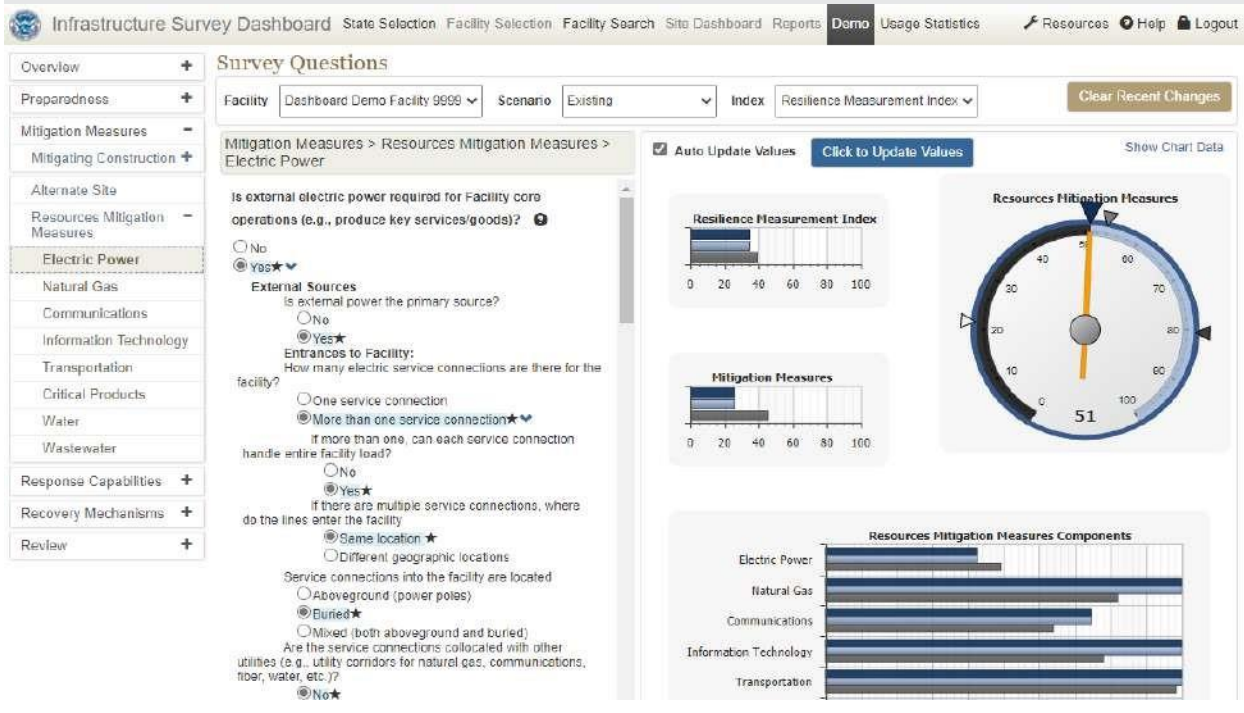 Infrastructure Survey Dashboard State Selection Facility Selection Facility Search Site Dashboard Reports Demo Usage Statistics Resources Help Logout
Overview +
Preparedness +
Mitigation Measures -
Mitigating Construction +
Alternate Site
Resources Mitigation -
Measures
Electric Power
Natural Gas
Communications
Information Technology
Transportation
Critical Products
Water
Wastewater
Response Capabilities +
Recovery Mechanisms +
Review +
Survey Questions
Facility Dashboard Demo Facility 9999 Scenario Existing Index Resilience Measurement Index Clear Recent Changes
Mitigation Measures > Resources Mitigation Measures >
Electric Power
Is external electric power required for Facility core
operations (e.g., produce key services/goods)?
No
Yes★
External Sources
Is external power the primary source?
No
Yes★
Entrances to Facility:
How many electric service connections are there for the
facility?
One service connection
More than one service connection★
If more than one, can each service connection
handle entire facility load?
No
Yes★
If there are multiple service connections, where
do the lines enter the facility
Same location ★
Different geographic locations
Service connections into the facility are located
Aboveground (power poles)
Buried★
Mixed (both aboveground and buried)
Are the service connections collocated with other
utilities (e.g., utility corridors for natural gas, communications,
fiber, water, etc.)?
No★
Auto Update Values Click to Update Values Show Chart Data
Resilience Measurement Index
0 20 40 60 80 100
Mitigation Measures
0 20 40 60 80 100
Resources Mitigation Measures
0 10 20 30 40 50 60 70 80 90 100
51
Resources Mitigation Measures Components
Electric Power
Natural Gas
Communications
Information Technology
Transportation